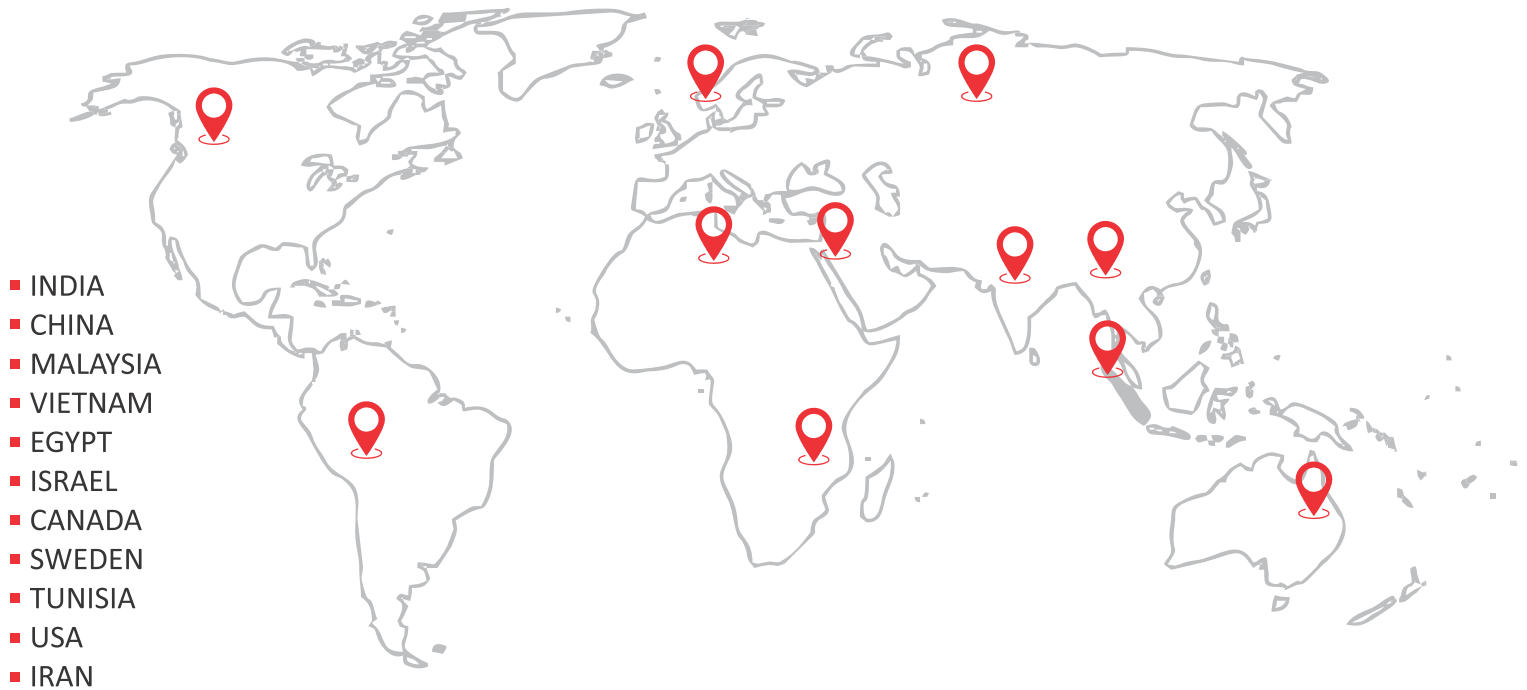 INDIA
CHINA
MALAYSIA
VIETNAM
EGYPT
ISRAEL
CANADA
SWEDEN
TUNISIA
USA
IRAN